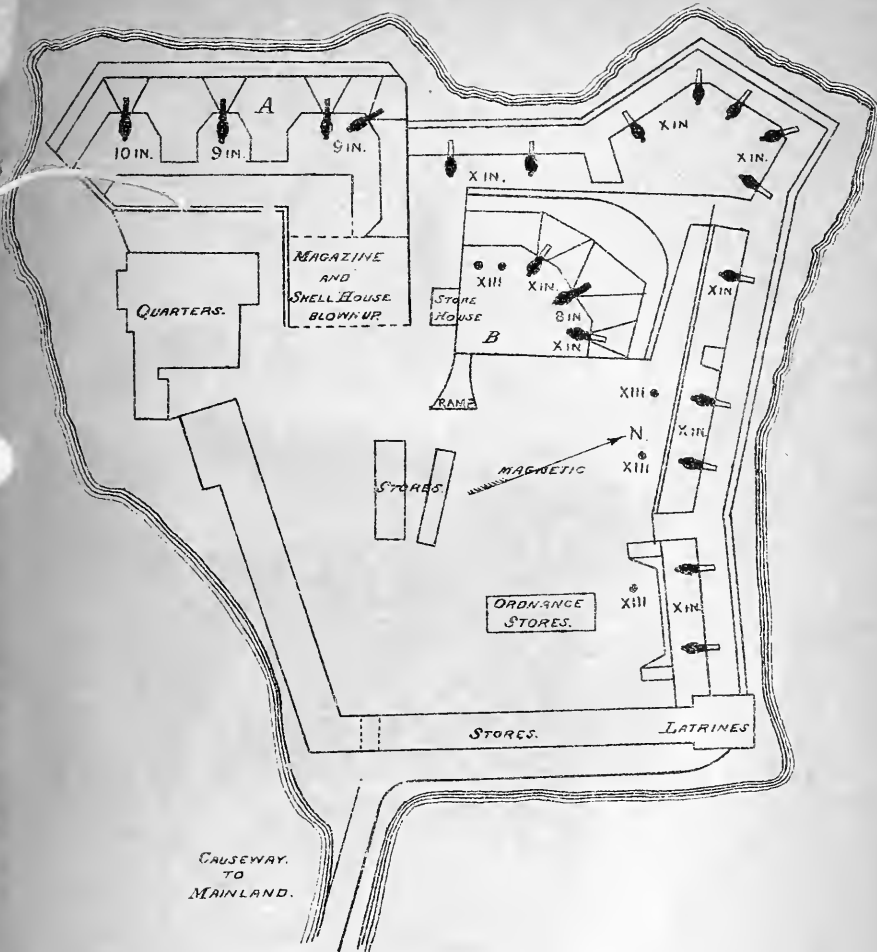 A
10 IN.
9 IN.
9 IN.
X IN.
X IN.
X IN.
MAGAZINE
AND
SHELL HOUSE
BLOWN UP.
QUARTERS.
STORE
HOUSE
XIII
X IN.
8 IN
X IN
B
RAMP
X IN
XIII
X IN.
N.
XIII
MAGNETIC
STORES.
ORDNANCE
STORES.
XIII
X IN.
STORES.
LATRINES
CAUSEWAY.
TO
MAINLAND.